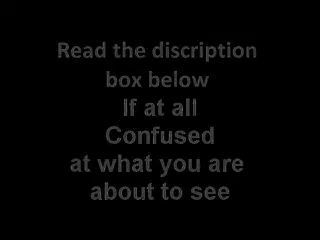 Read the discription
box below
If at all
Confused
at what you are
about to see